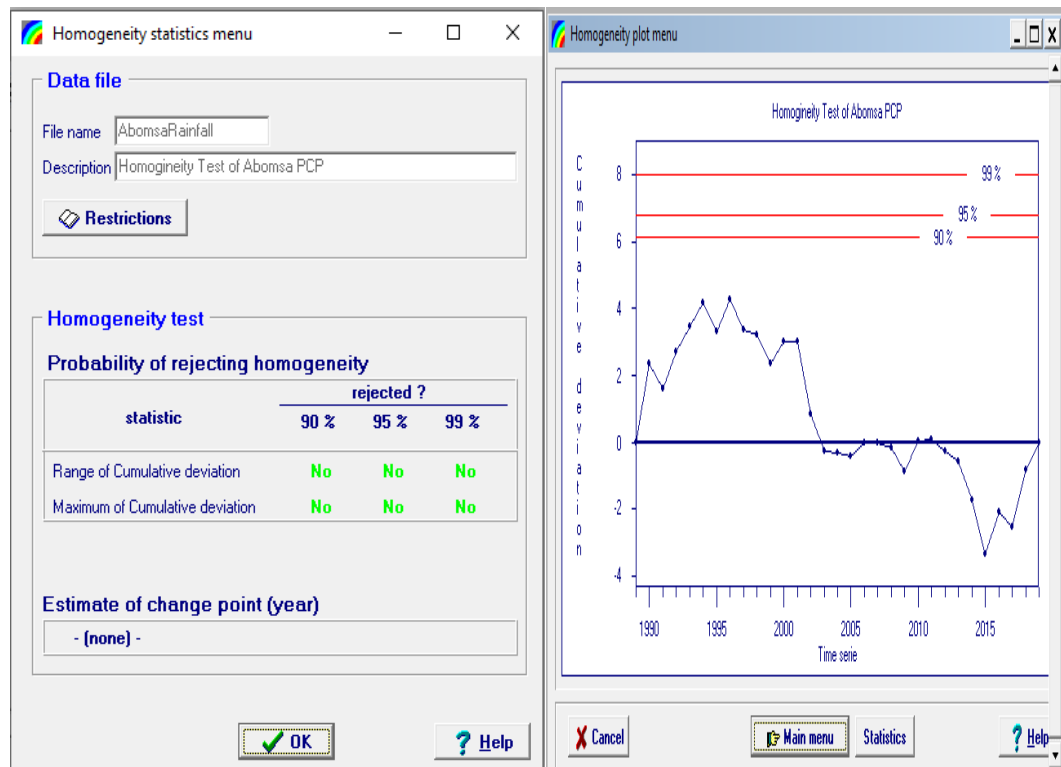 Homogeneity statistics menu
Data file
File name AbomsaRainfall
Description Homogineity Test of Abomsa PCP
Restrictions
Homogeneity test
Probability of rejecting homogeneity
rejected ?
statistic 90 % 95 % 99 %
Range of Cumulative deviation No No No
Maximum of Cumulative deviation No No No
Estimate of change point (year)
- (none) -
OK Help
Homogeneity plot menu
Homogineity Test of Abomsa PCP
Cumulative deviation
8
6
4
2
0
-2
-4
99 %
95 %
90 %
1990 1995 2000 2005 2010 2015
Time serie
Cancel Main menu Statistics Help